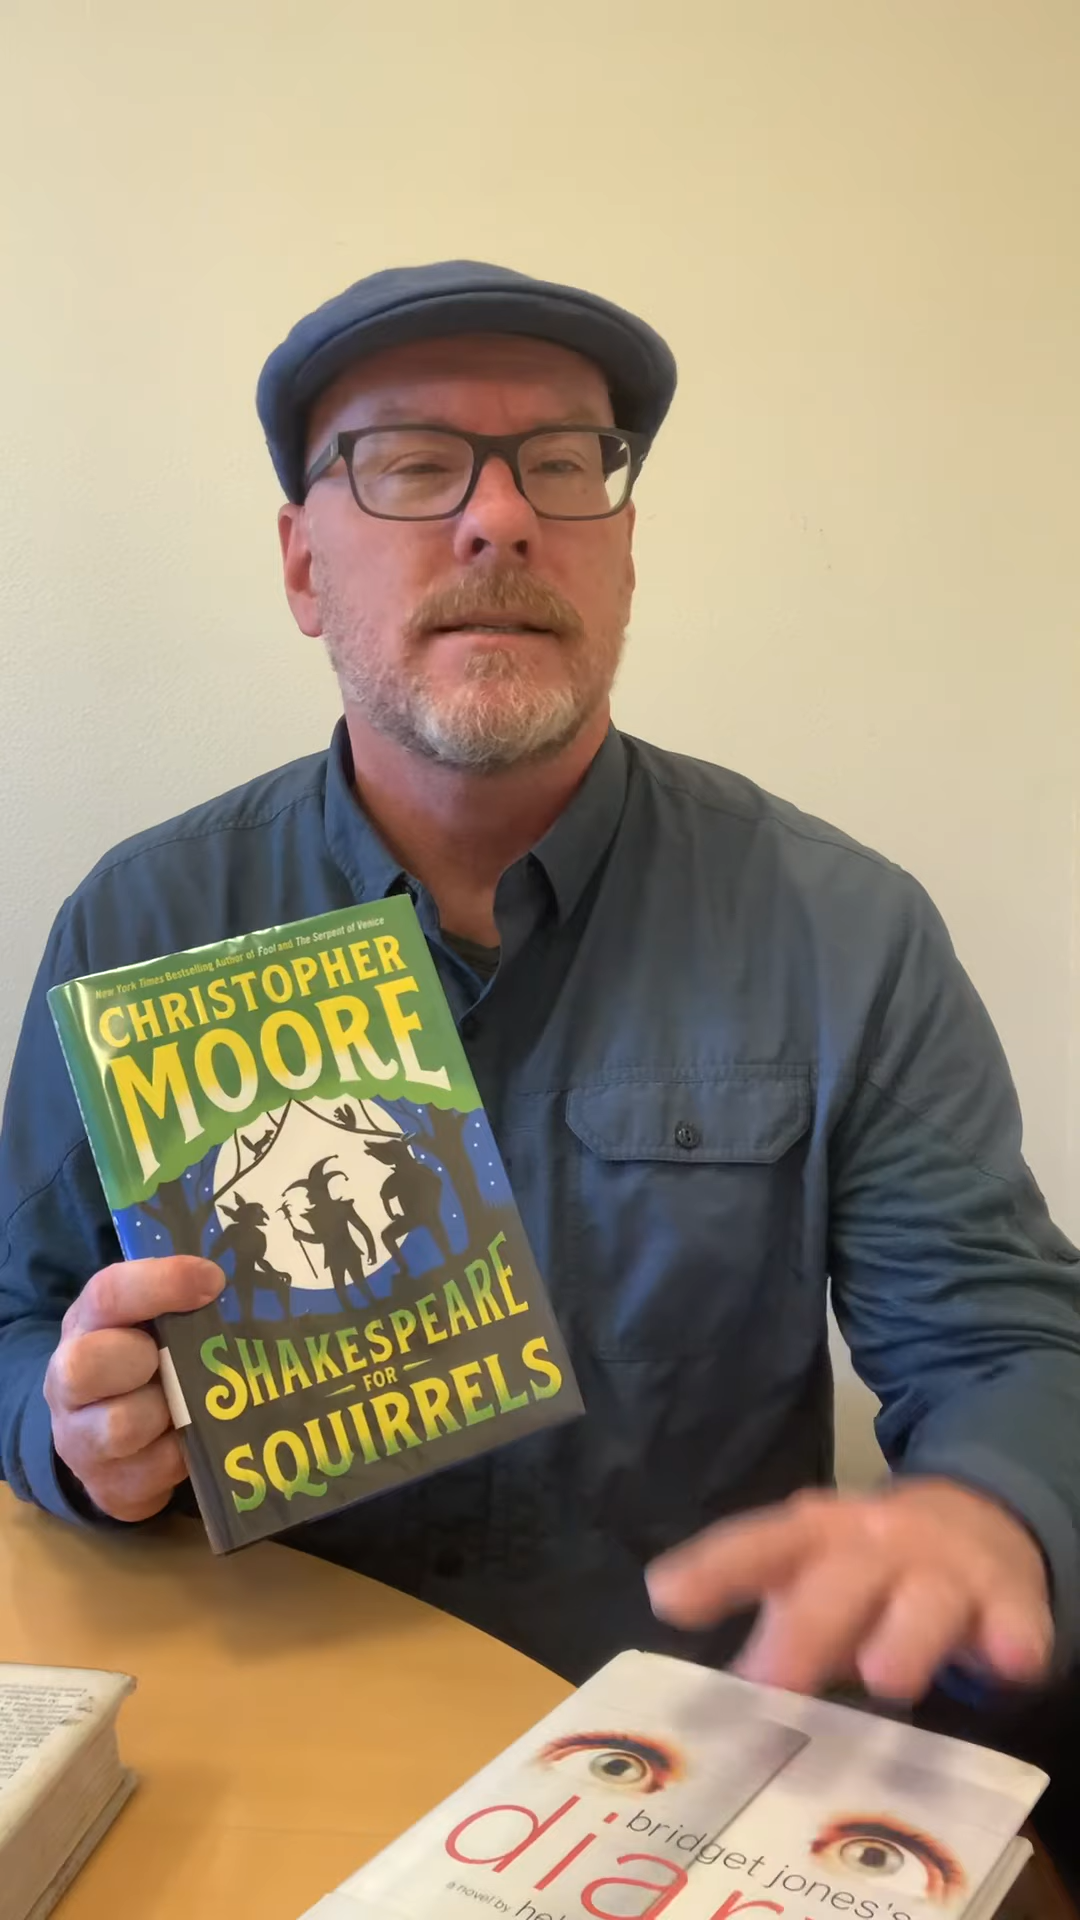 New York Times Bestselling Author of Fool and The Serpent of Venice
CHRISTOPHER
MOORE
SHAKESPEARE
FOR
SQUIRRELS
bridget jones's
a novel by